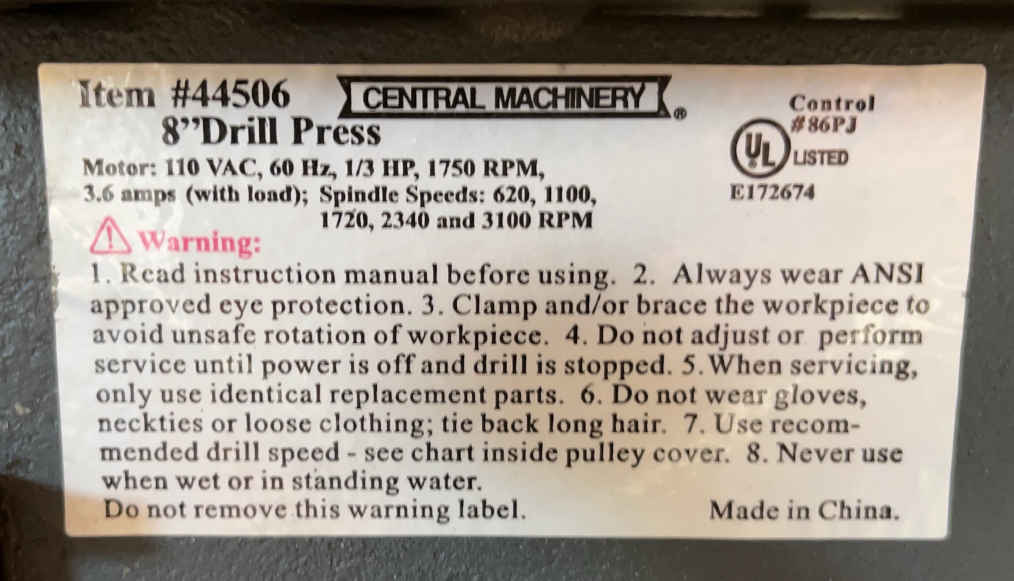 Item #44506
CENTRAL MACHINERY ®
8”Drill Press
Control
#86PJ
UL LISTED
E172674
Motor: 110 VAC, 60 Hz, 1/3 HP, 1750 RPM,
3.6 amps (with load); Spindle Speeds: 620, 1100,
1720, 2340 and 3100 RPM
Warning:
1. Read instruction manual before using. 2. Always wear ANSI
approved eye protection. 3. Clamp and/or brace the workpiece to
avoid unsafe rotation of workpiece. 4. Do not adjust or perform
service until power is off and drill is stopped. 5. When servicing,
only use identical replacement parts. 6. Do not wear gloves,
neckties or loose clothing; tie back long hair. 7. Use recom-
mended drill speed - see chart inside pulley cover. 8. Never use
when wet or in standing water.
Do not remove this warning label.
Made in China.